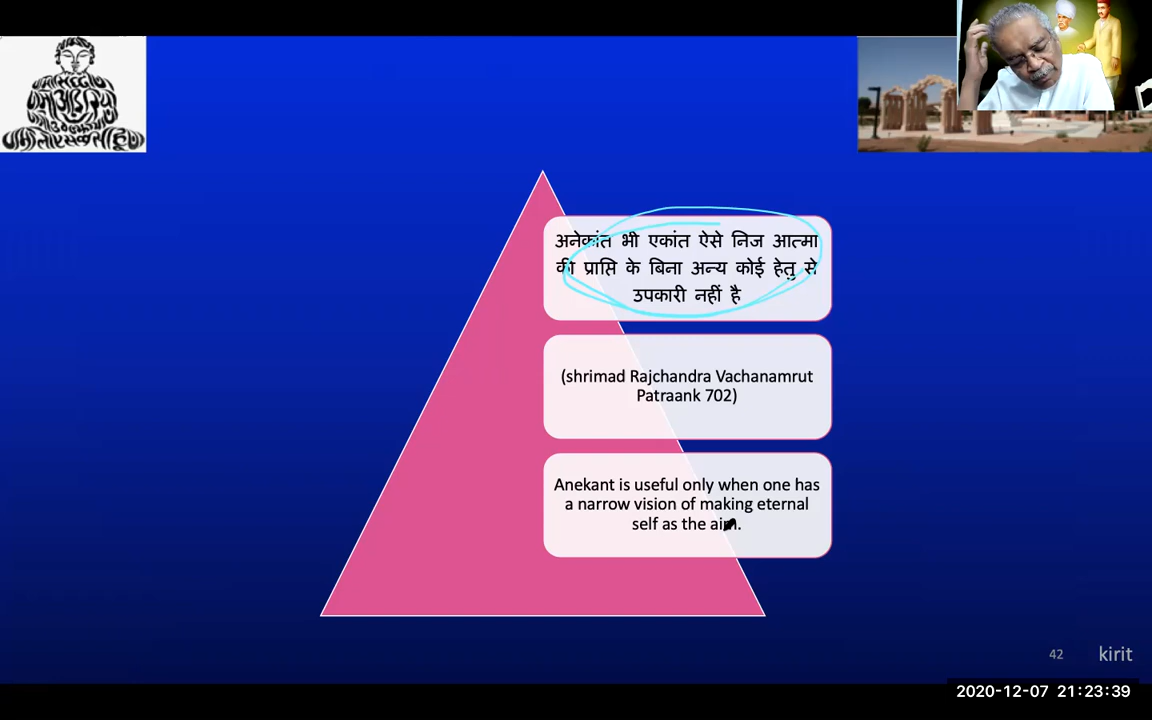 अनेकांत भी एकांत ऐसे निज आत्मा
की प्राप्ति के बिना अन्य कोई हेतु से
उपकारी नहीं है
(shrimad Rajchandra Vachanamrut
Patraank 702)
Anekant is useful only when one has
a narrow vision of making eternal
self as the aim.
42
kirit
2020-12-07 21:23:39